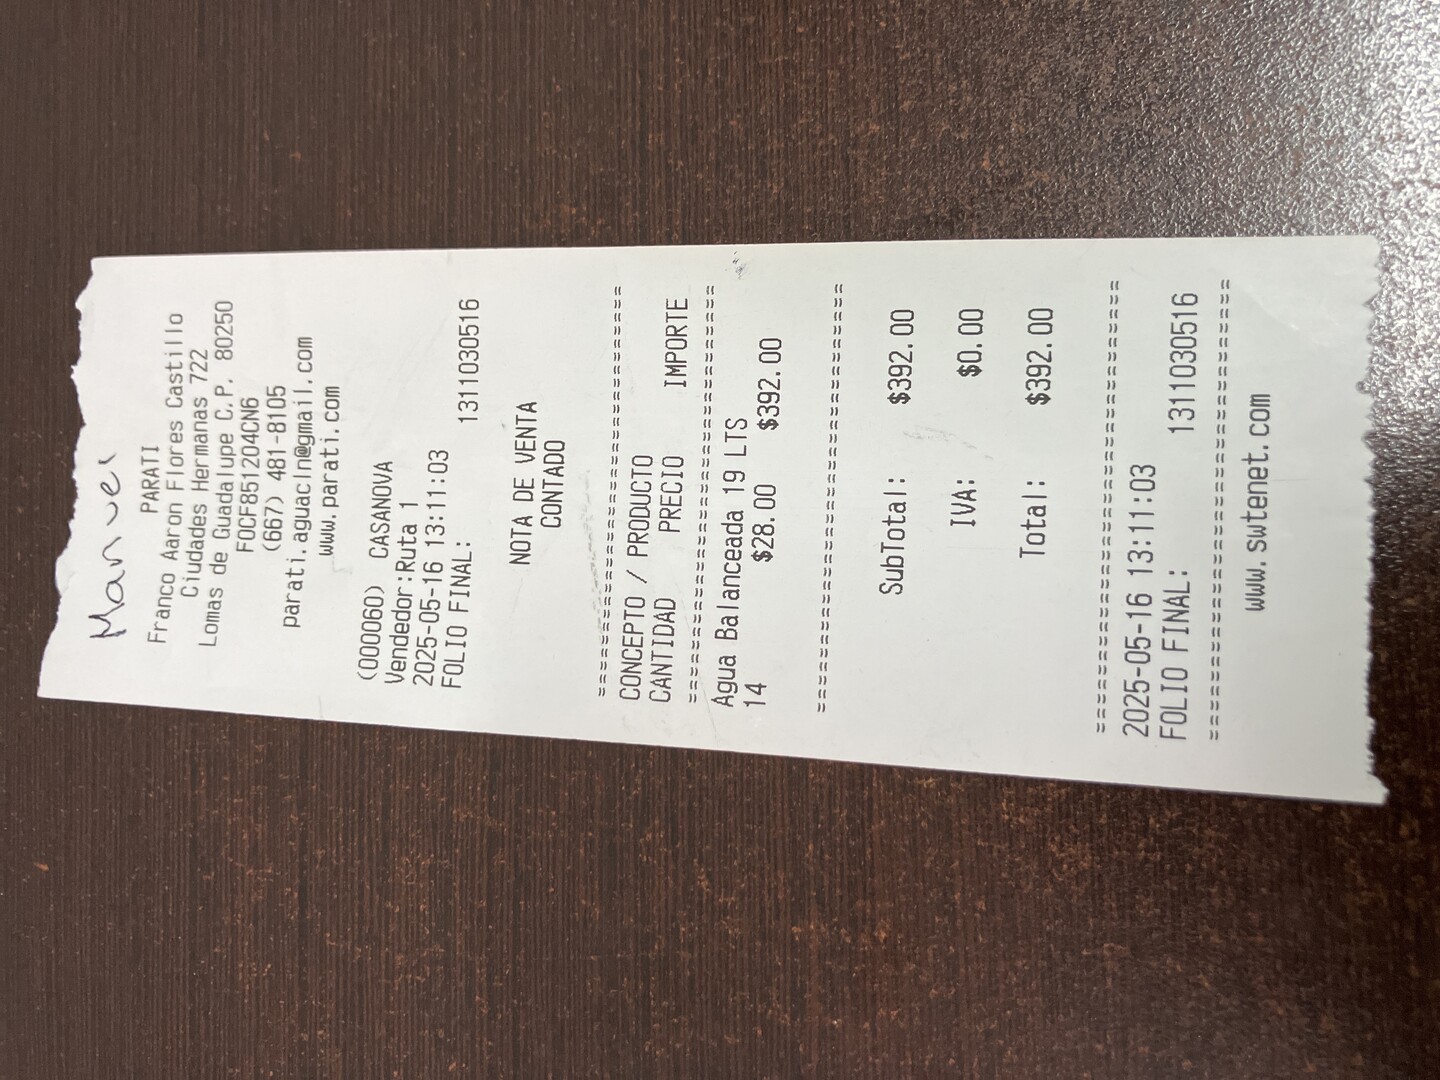 Manuel
PARATI
Franco Aaron Flores Castillo
Ciudades Hermanas 722
Lomas de Guadalupe C.P. 80250
FOCF851204CN6
(667) 481-8105
parati.aguacln@gmail.com
www.parati.com
(000060) CASANOVA
Vendedor:Ruta 1
2025-05-16 13:11:03
FOLIO FINAL: 1311030516
NOTA DE VENTA
CONTADO
==========================================
CONCEPTO / PRODUCTO
CANTIDAD PRECIO IMPORTE
==========================================
Agua Balanceada 19 LTS
14 $28.00 $392.00
==========================================
SubTotal: $392.00
IVA: $0.00
Total: $392.00
==========================================
2025-05-16 13:11:03
FOLIO FINAL: 1311030516
==========================================
www.swtenet.com